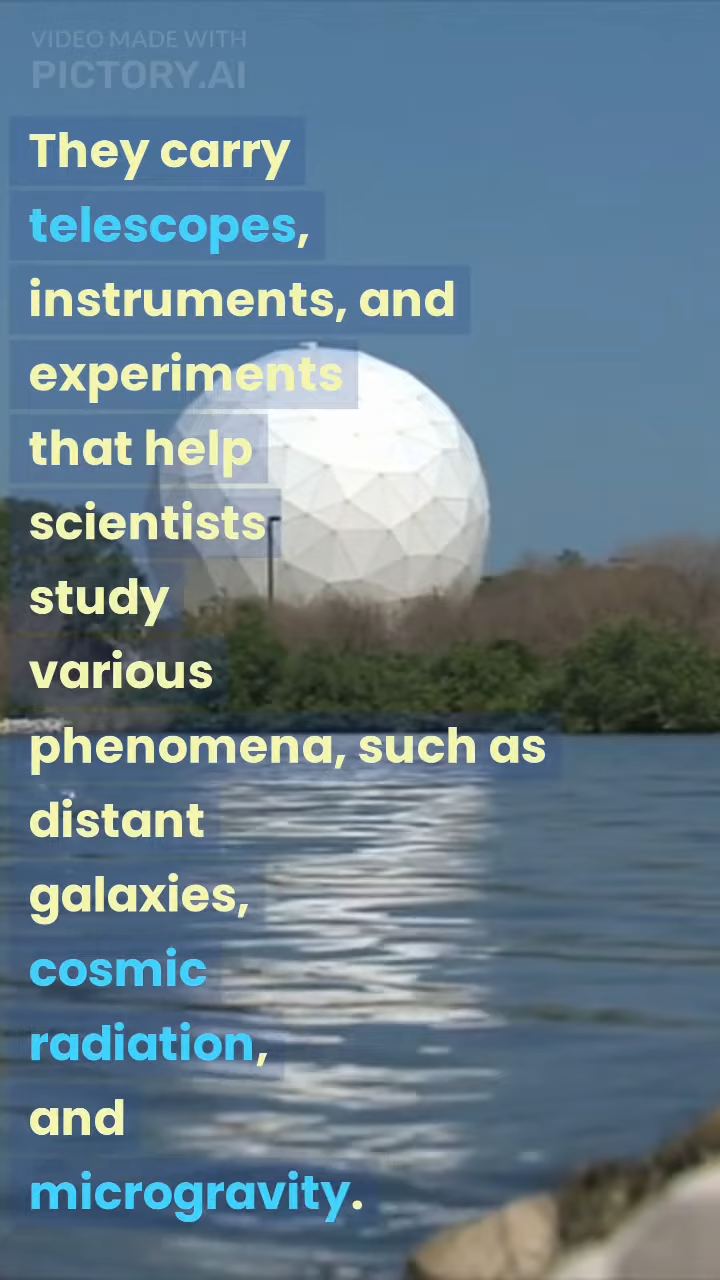 VIDEO MADE WITH
PICTORY.AI
They carry
telescopes,
instruments, and
experiments
that help
scientists
study
various
phenomena, such as
distant
galaxies,
cosmic
radiation,
and
microgravity.